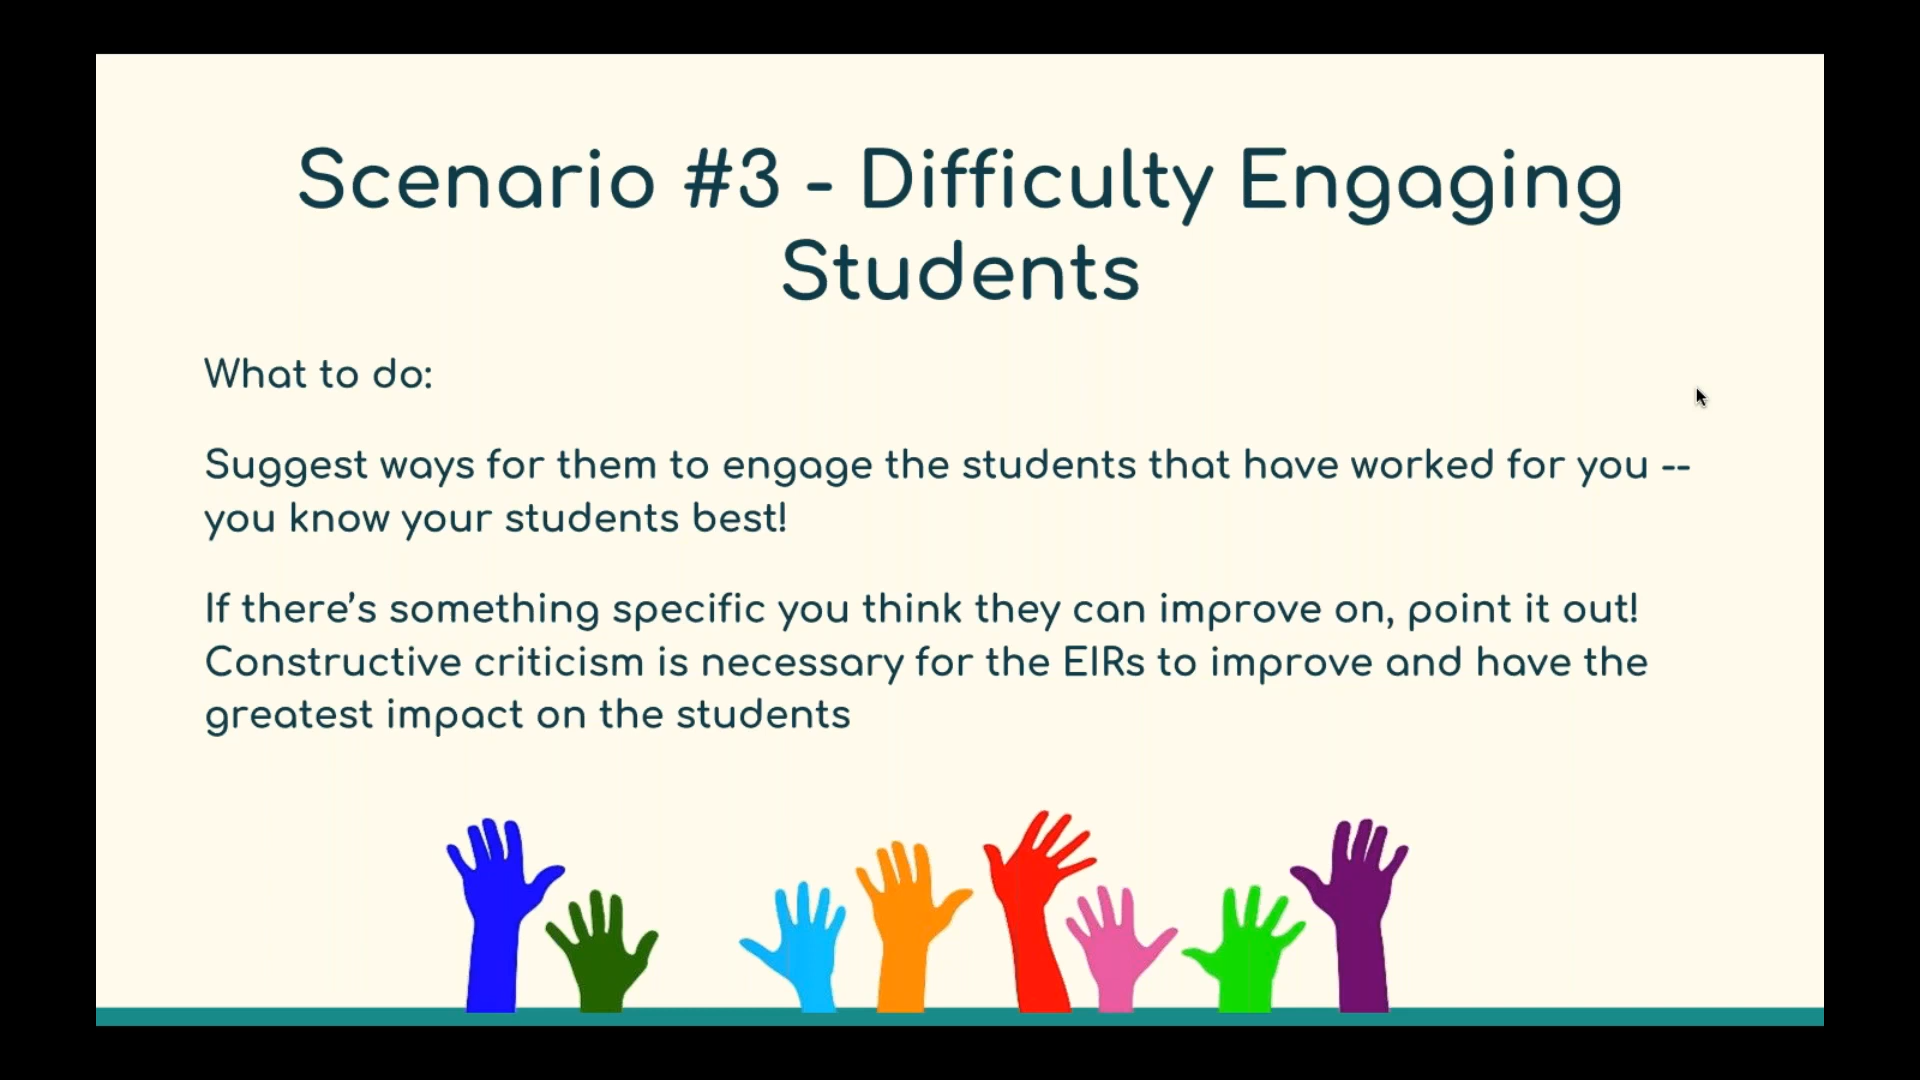 Scenario #3 - Difficulty Engaging
Students
What to do:
Suggest ways for them to engage the students that have worked for you --
you know your students best!
If there’s something specific you think they can improve on, point it out!
Constructive criticism is necessary for the EIRs to improve and have the
greatest impact on the students